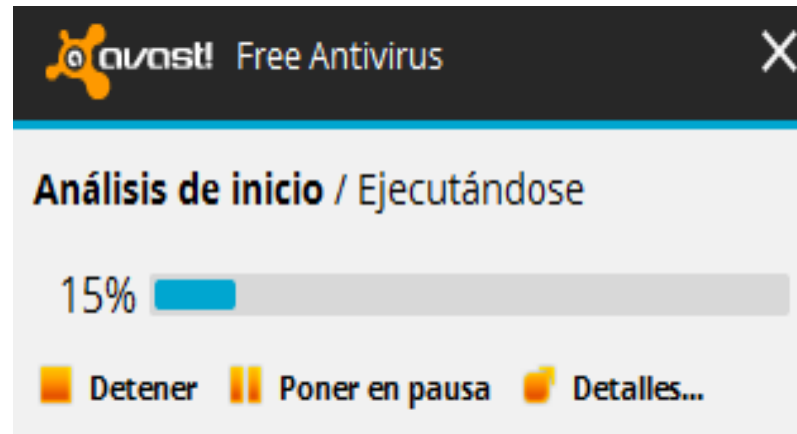 avast! Free Antivirus
Análisis de inicio / Ejecutándose
15%
Detener Poner en pausa Detalles...